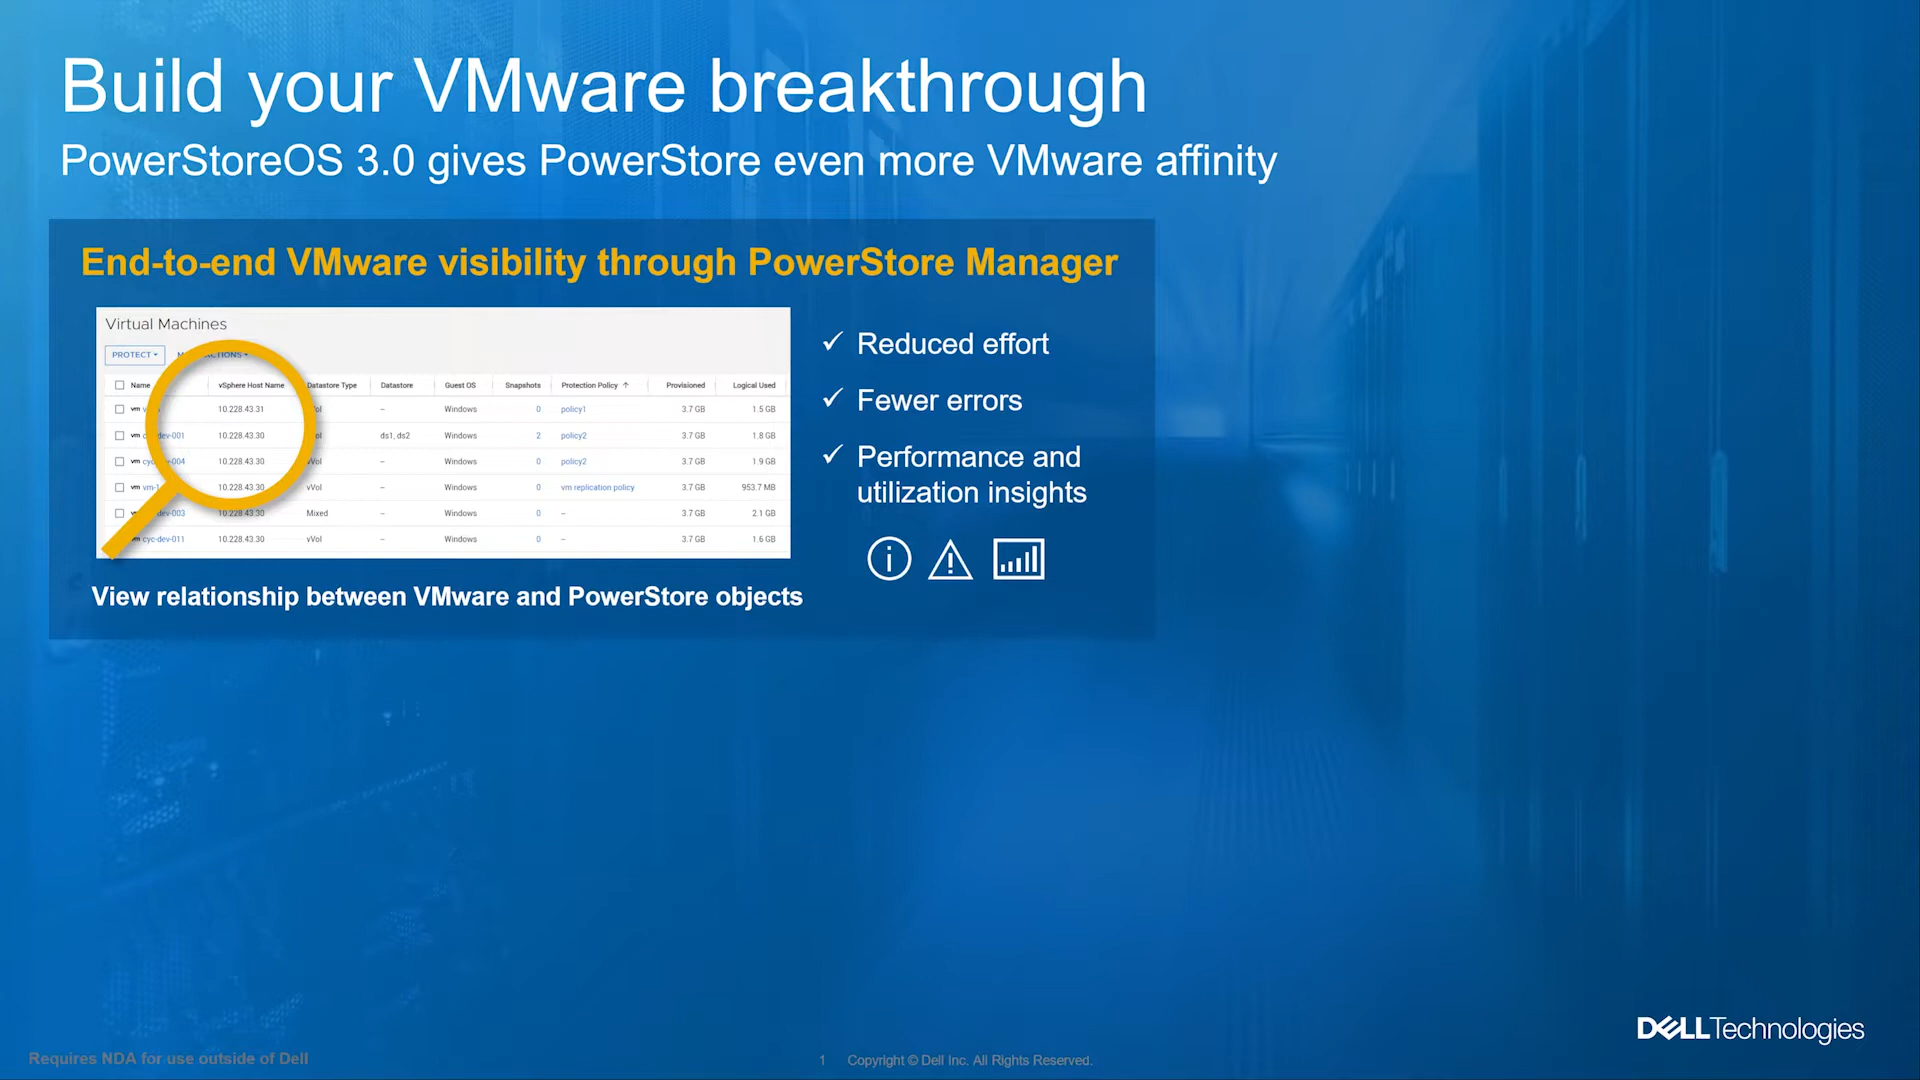 Build your VMware breakthrough
PowerStoreOS 3.0 gives PowerStore even more VMware affinity
End-to-end VMware visibility through PowerStore Manager
Virtual Machines
PROTECT
Name vSphere Host Name Datastore Type Datastore Guest OS Snapshots Protection Policy ↑ Provisioned Logical Used
vm 10.228.43.31 -- Windows 0 policy1 3.7 GB 1.5 GB
vm dev-001 10.228.43.30 ds1, ds2 Windows 2 policy2 3.7 GB 1.8 GB
vm 10.228.43.30 vVol -- Windows 0 policy2 3.7 GB 1.9 GB
vm 10.228.43.30 vVol -- Windows 0 vm replication policy 3.7 GB 953.7 MB
dev-003 10.228.43.30 Mixed -- Windows 0 -- 3.7 GB 2.1 GB
cyc-dev-011 10.228.43.30 vVol -- Windows 0 -- 3.7 GB 1.6 GB
View relationship between VMware and PowerStore objects
✓ Reduced effort
✓ Fewer errors
✓ Performance and
utilization insights
DELLTechnologies
Requires NDA for use outside of Dell
1 Copyright © Dell Inc. All Rights Reserved.